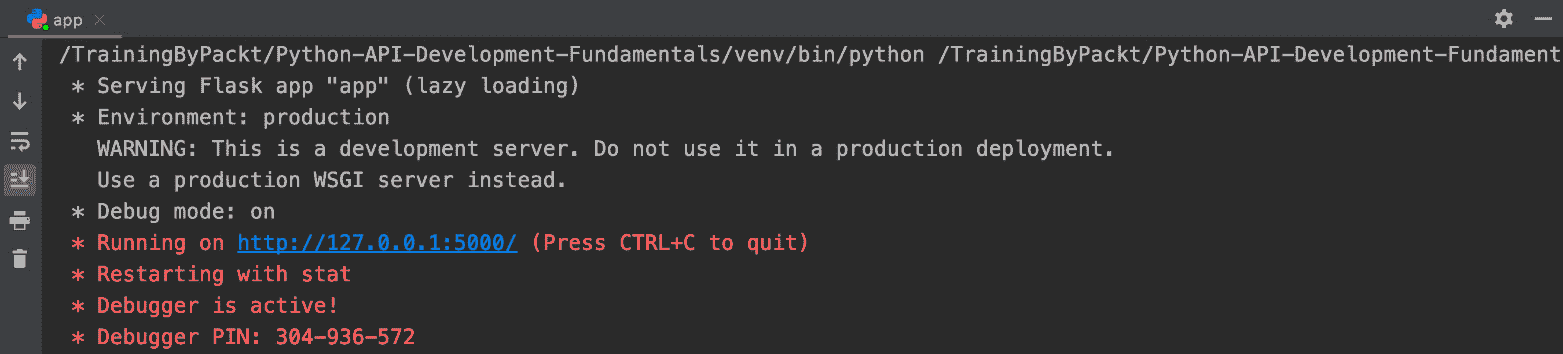 app
/TrainingByPackt/Python-API-Development-Fundamentals/venv/bin/python /TrainingByPackt/Python-API-Development-Fundament
* Serving Flask app "app" (lazy loading)
* Environment: production
WARNING: This is a development server. Do not use it in a production deployment.
Use a production WSGI server instead.
* Debug mode: on
* Running on http://127.0.0.1:5000/ (Press CTRL+C to quit)
* Restarting with stat
* Debugger is active!
* Debugger PIN: 304-936-572